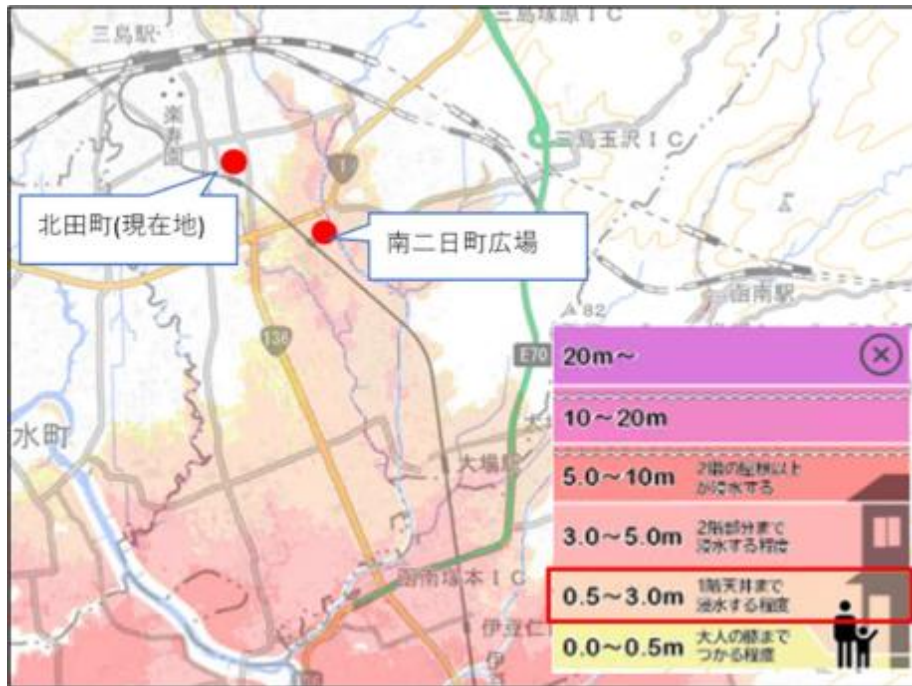 三島塚原IC
三島駅
楽寿園
三島玉沢IC
1
北田町(現在地)
南二日町広場
函南駅
82
136
E70
20m～
10～20m
水町
大場駅
5.0～10m
2階の屋根以上
が浸水する
3.0～5.0m
2階部分まで
浸水する程度
函南塚本IC
0.5～3.0m
1階天井まで
浸水する程度
伊豆仁
0.0～0.5m
大人の膝まで
つかる程度